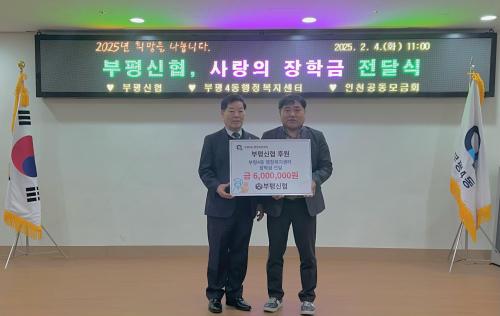 2025년 희망을 나눕니다. 2025. 2. 4.(화) 11:00
부평신협, 사랑의 장학금 전달식
♥ 부평신협 ♥ 부평4동행정복지센터 ♥ 인천공동모금회
부평신협 후원
부평4동 행정복지센터
장학금 전달
금 6,000,000원
부평신협
부평4동